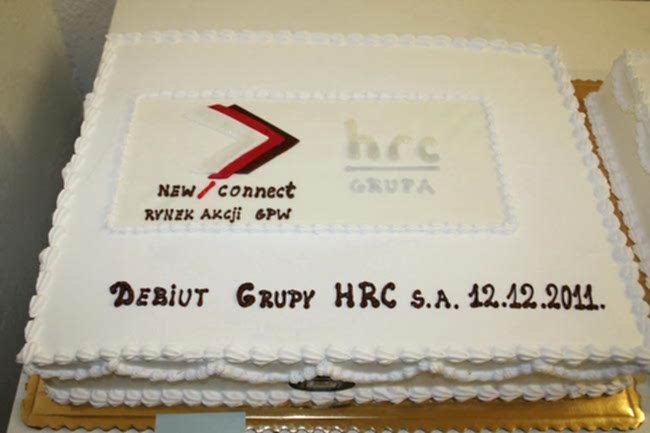 NEW/connect
RYNEK AKCji GPW
hrc
GRUPA
DEBiUT GRUPY HRC S.A. 12.12.2011.